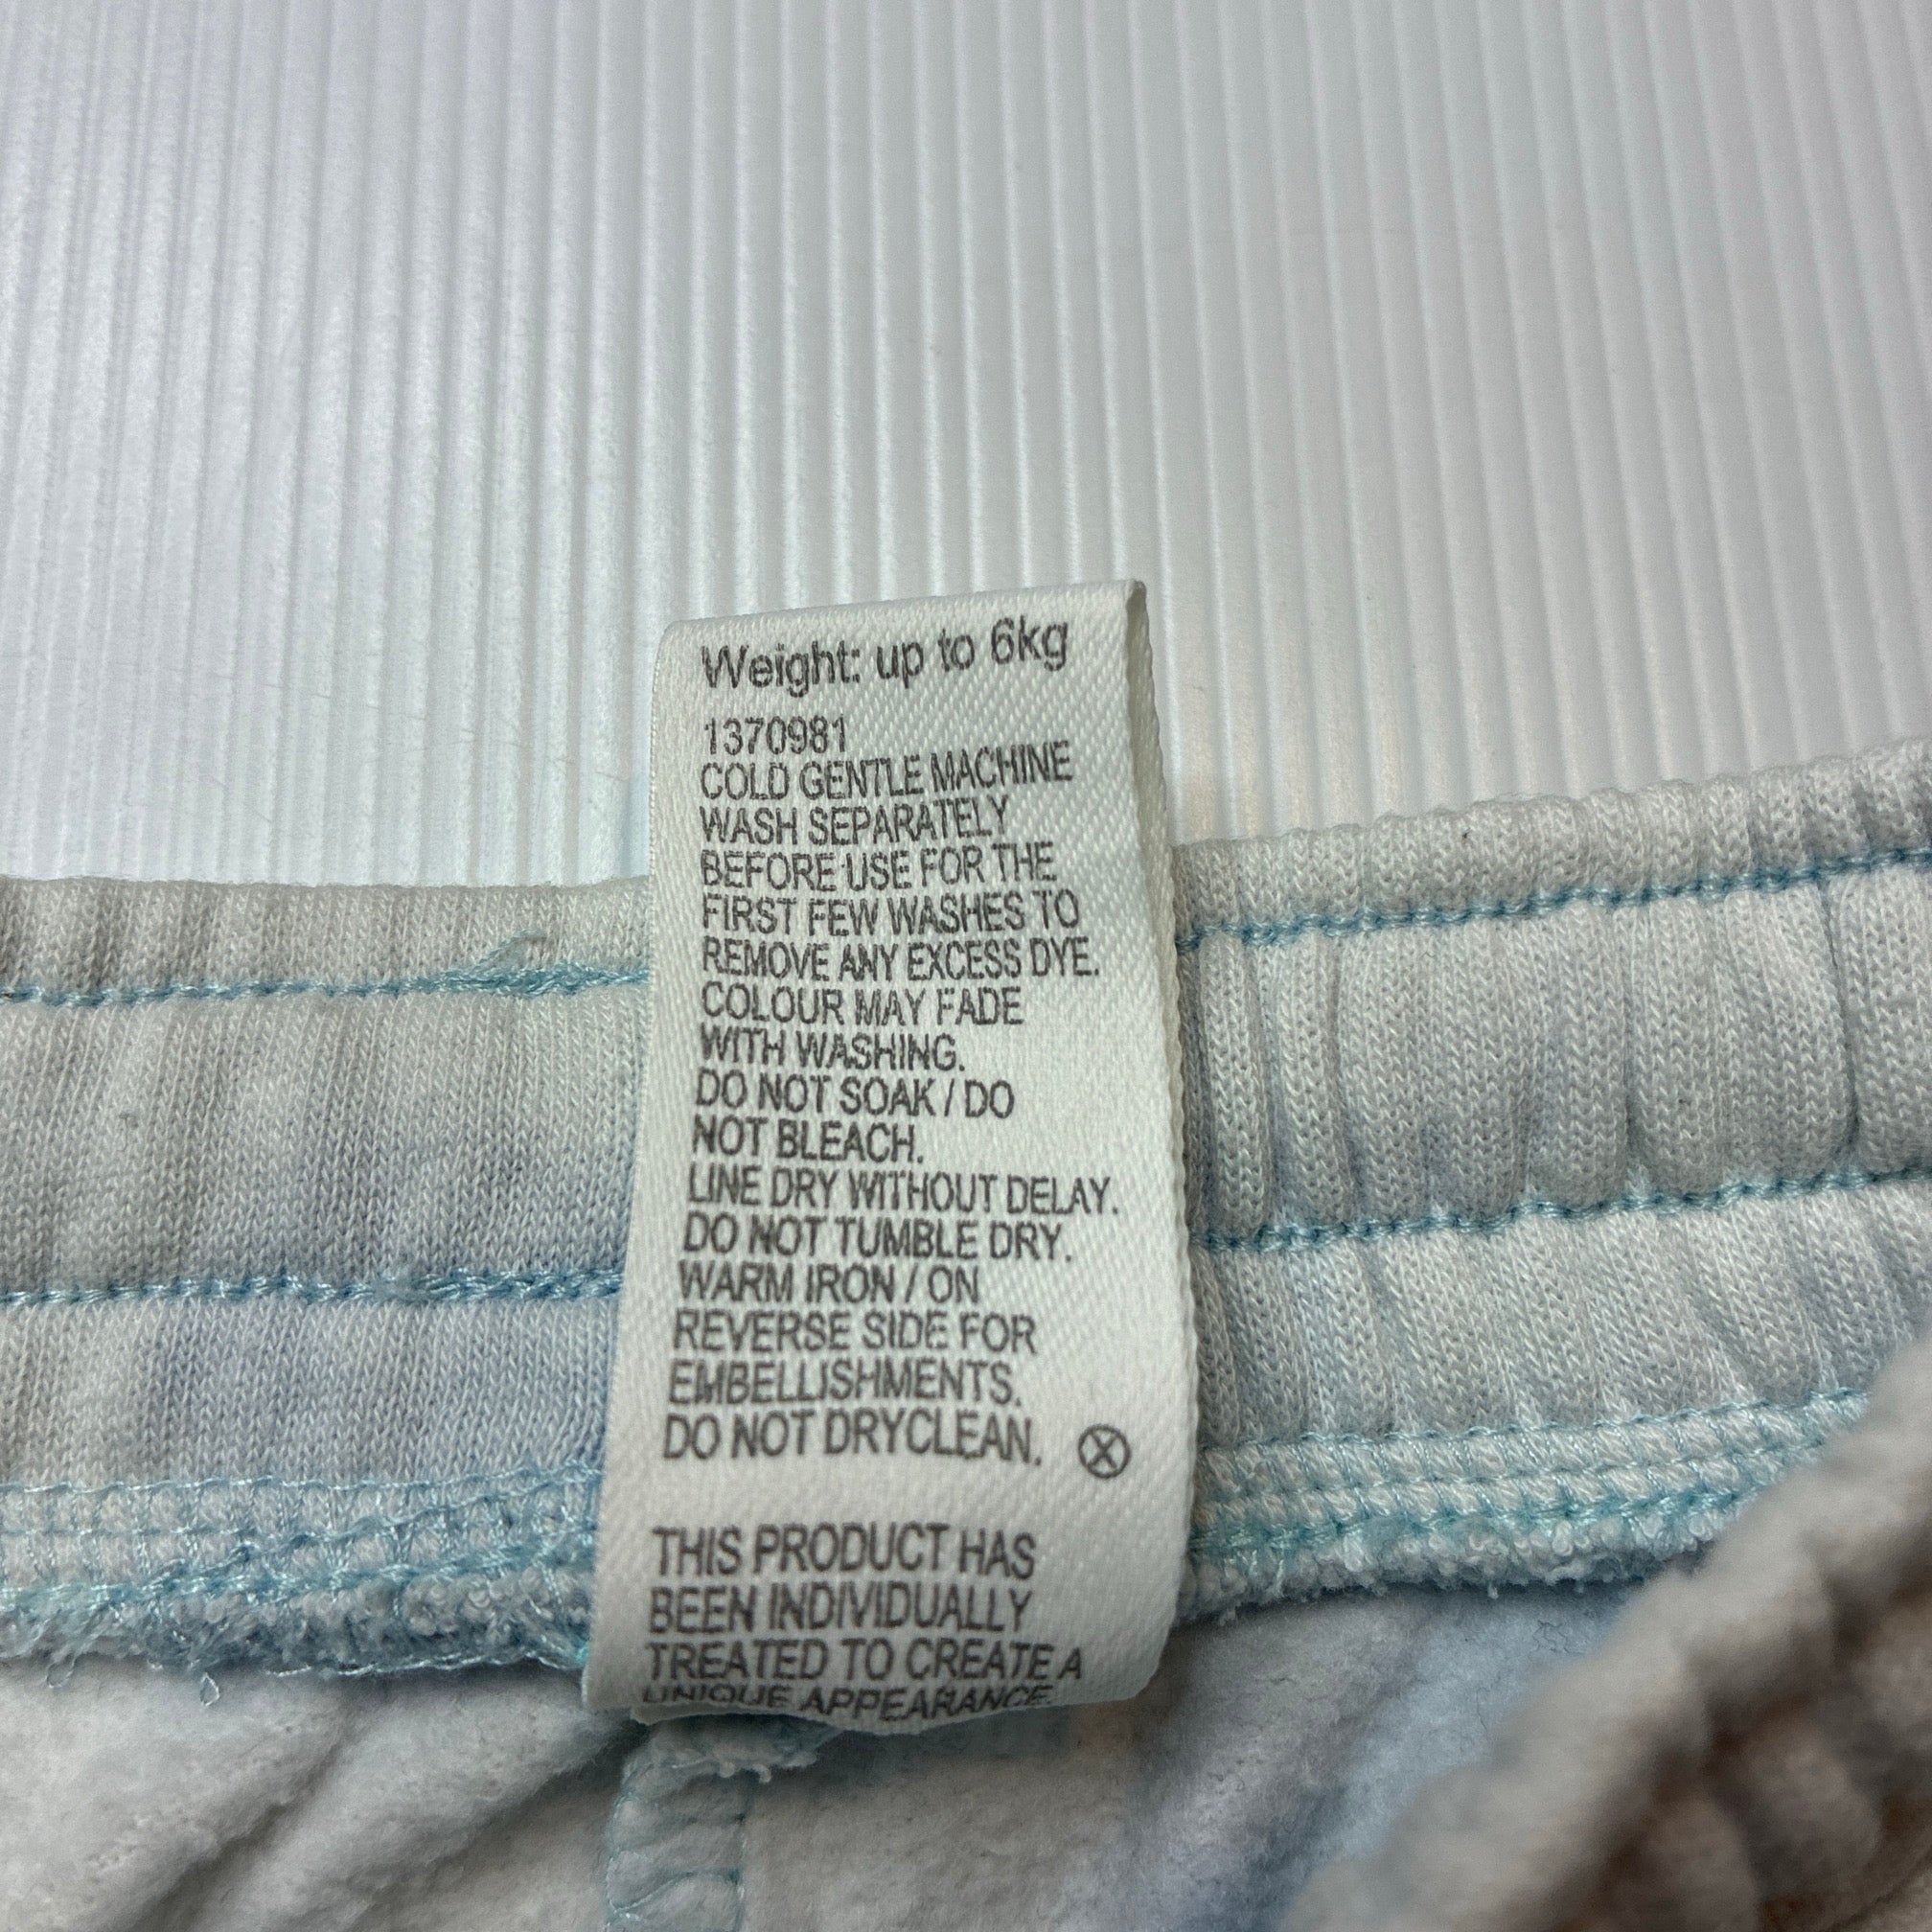 Weight: up to 6kg
1370981
COLD GENTLE MACHINE
WASH SEPARATELY
BEFORE USE FOR THE
FIRST FEW WASHES TO
REMOVE ANY EXCESS DYE.
COLOUR MAY FADE
WITH WASHING.
DO NOT SOAK / DO
NOT BLEACH.
LINE DRY WITHOUT DELAY.
DO NOT TUMBLE DRY.
WARM IRON / ON
REVERSE SIDE FOR
EMBELLISHMENTS.
DO NOT DRYCLEAN. ⓧ
THIS PRODUCT HAS
BEEN INDIVIDUALLY
TREATED TO CREATE A
UNIQUE APPEARANCE.